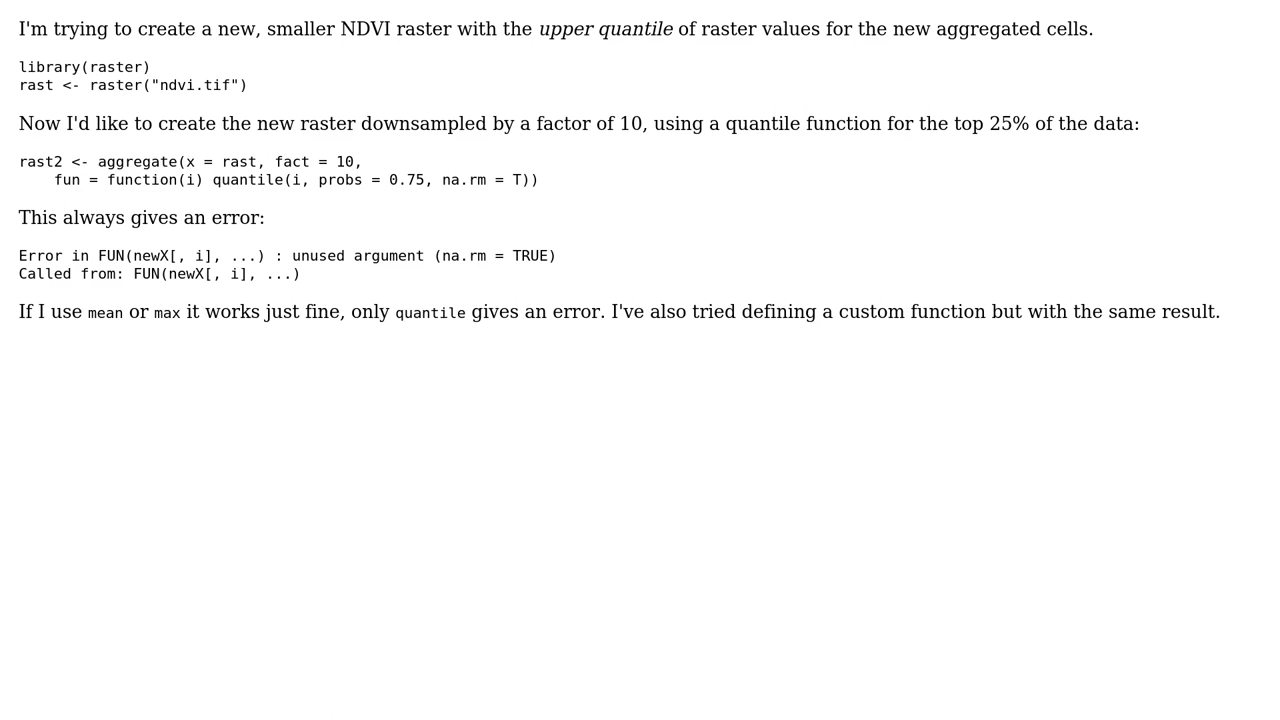 I'm trying to create a new, smaller NDVI raster with the upper quantile of raster values for the new aggregated cells.
library(raster)
rast <- raster("ndvi.tif")
Now I'd like to create the new raster downsampled by a factor of 10, using a quantile function for the top 25% of the data:
rast2 <- aggregate(x = rast, fact = 10,
    fun = function(i) quantile(i, probs = 0.75, na.rm = T))
This always gives an error:
Error in FUN(newX[, i], ...) : unused argument (na.rm = TRUE)
Called from: FUN(newX[, i], ...)
If I use mean or max it works just fine, only quantile gives an error. I've also tried defining a custom function but with the same result.